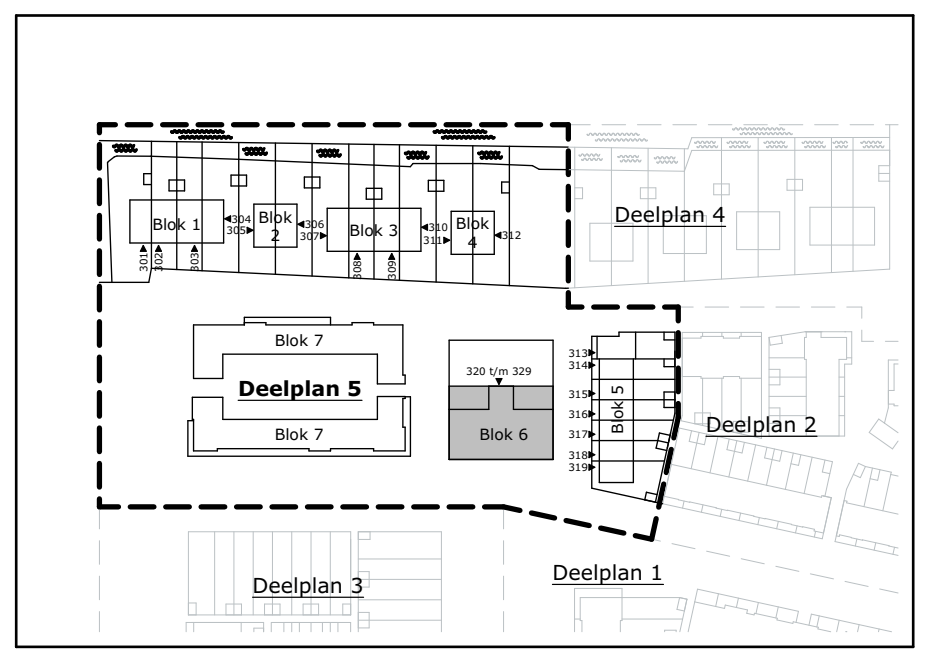 Deelplan 4
Blok 1
Blok
2
Blok 3
Blok
4
304
305
306
307
310
311
312
301
302
303
308
309
Blok 7
Deelplan 5
Blok 7
320 t/m 329
Blok 6
313
314
315
316
317
318
319
Blok 5
Deelplan 2
Deelplan 3
Deelplan 1